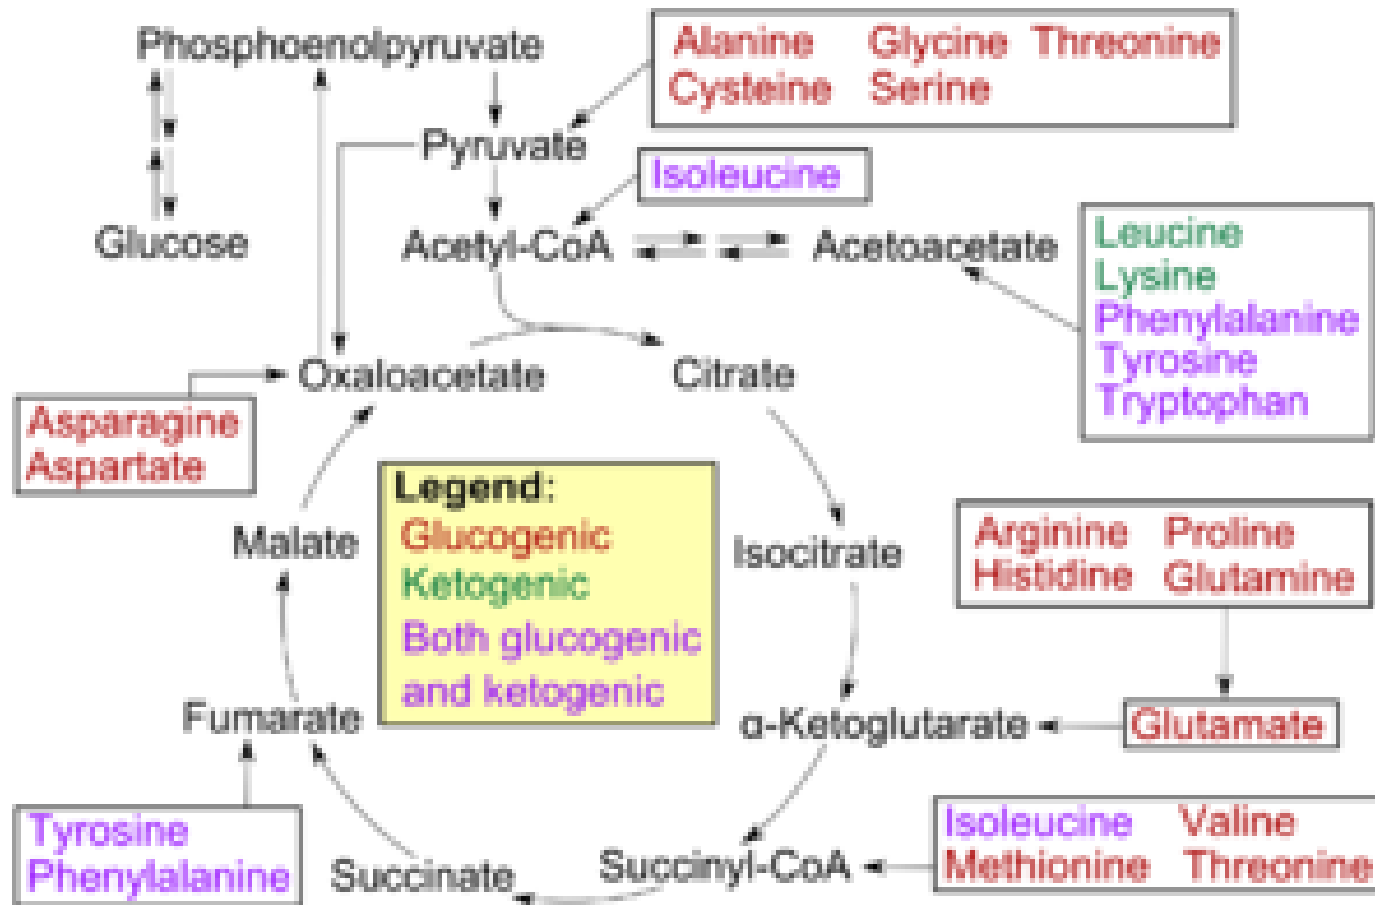 Phosphoenolpyruvate
Alanine Glycine Threonine
Cysteine Serine
Pyruvate
Isoleucine
Glucose
Acetyl-CoA
Acetoacetate
Leucine
Lysine
Phenylalanine
Tyrosine
Tryptophan
Oxaloacetate
Citrate
Asparagine
Aspartate
Legend:
Glucogenic
Ketogenic
Both glucogenic
and ketogenic
Malate
Isocitrate
Arginine Proline
Histidine Glutamine
Fumarate
α-Ketoglutarate
Glutamate
Tyrosine
Phenylalanine
Succinate
Succinyl-CoA
Isoleucine Valine
Methionine Threonine